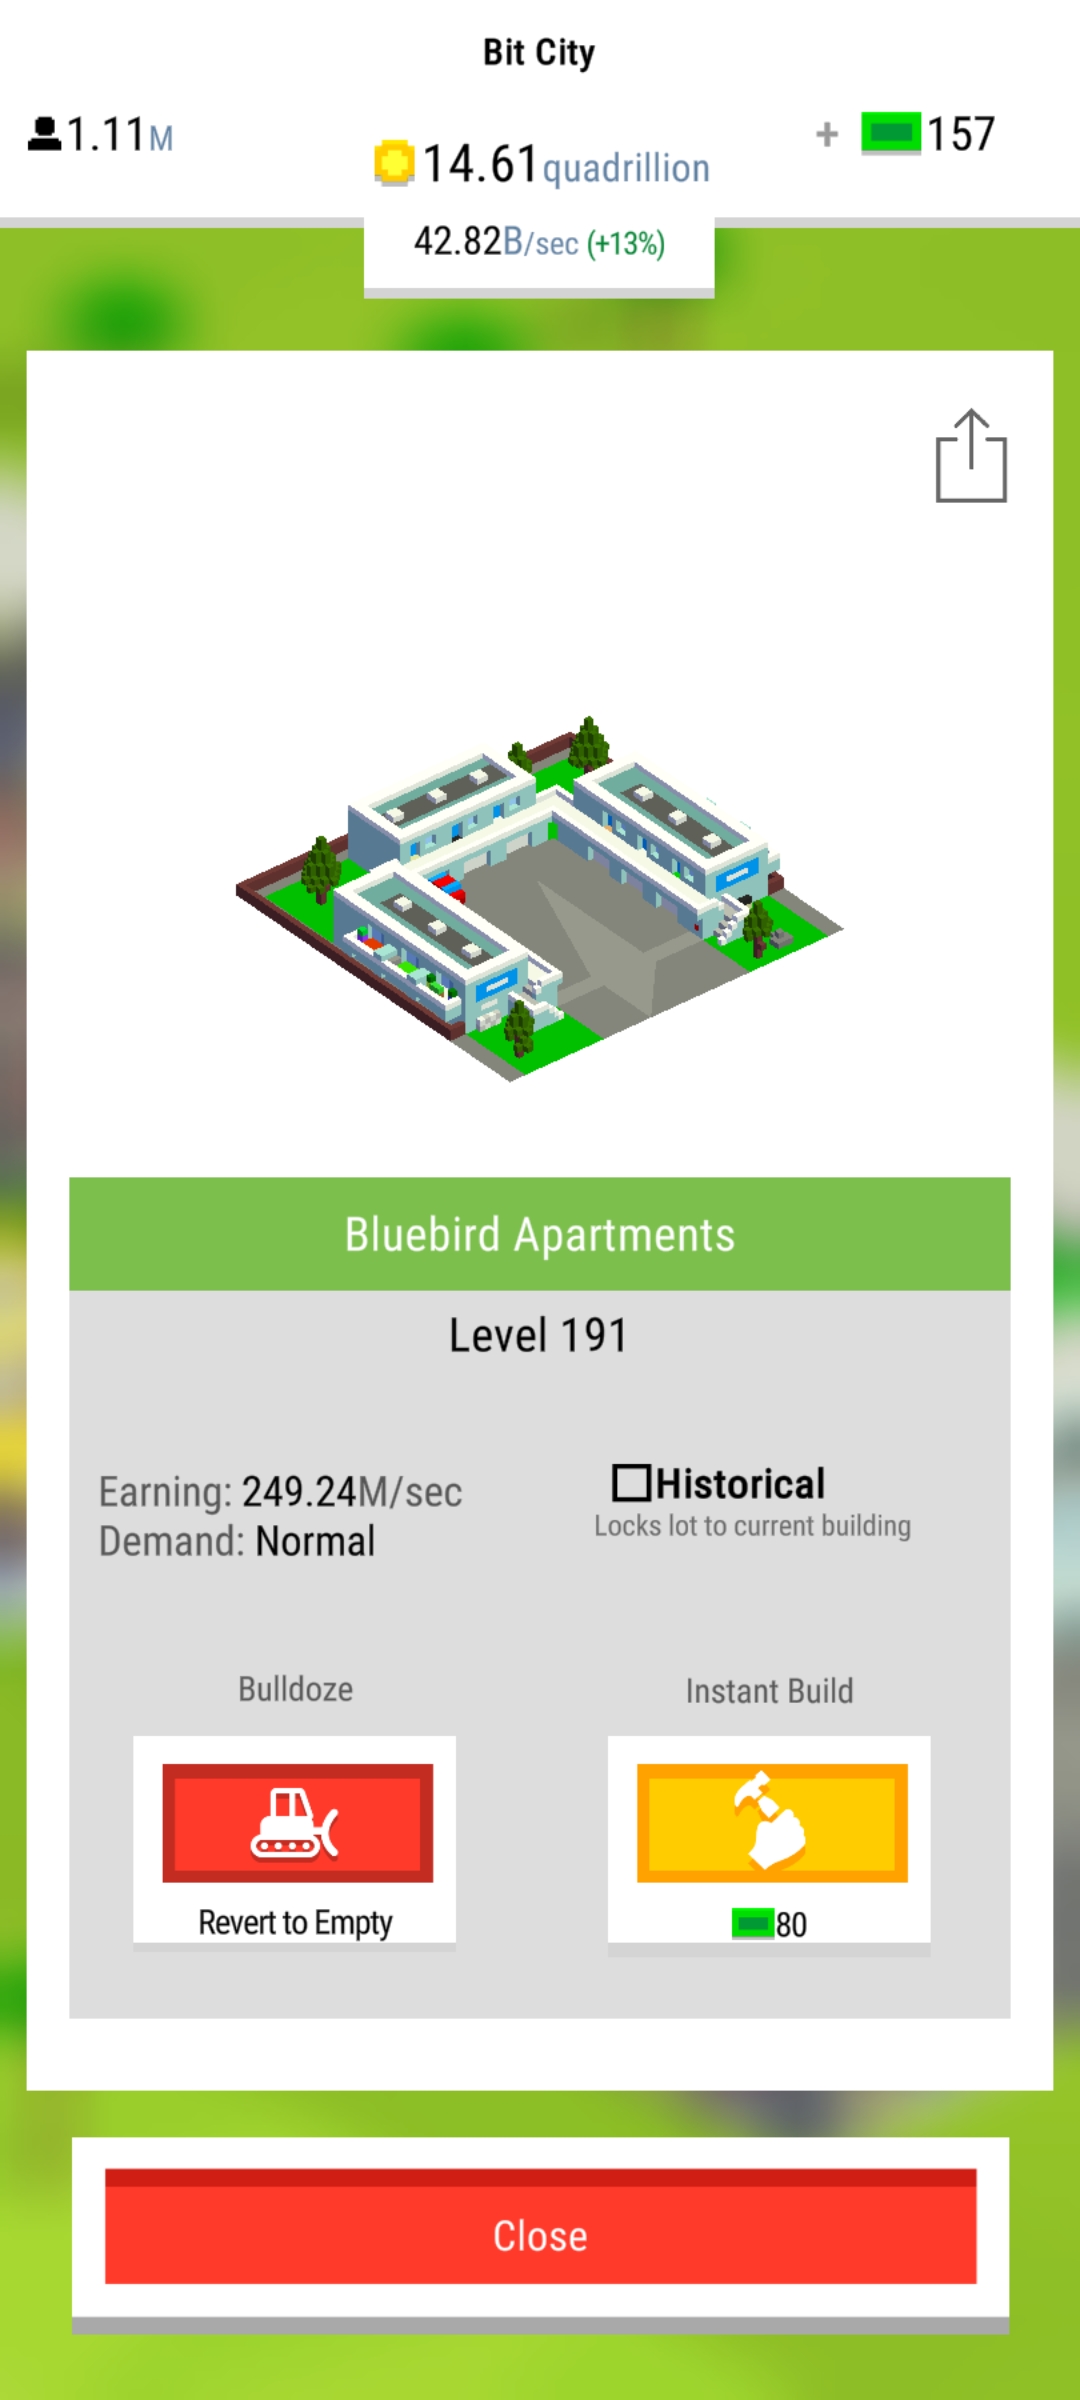 Bit City
1.11M
14.61quadrillion
+ 157
42.82B/sec (+13%)
Bluebird Apartments
Level 191
Earning: 249.24M/sec
Demand: Normal
Historical
Locks lot to current building
Bulldoze
Instant Build
Revert to Empty
80
Close